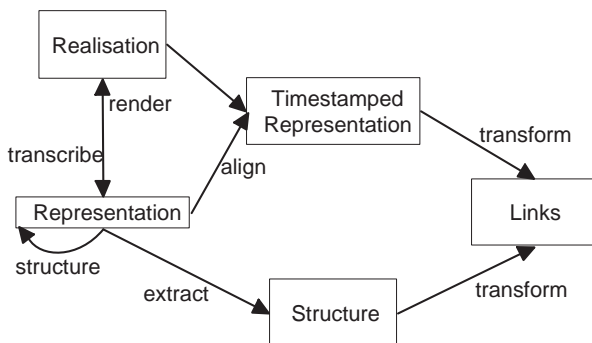 Realisation
render
Timestamped
Representation
transform
transcribe
align
Representation
Links
structure
extract
transform
Structure